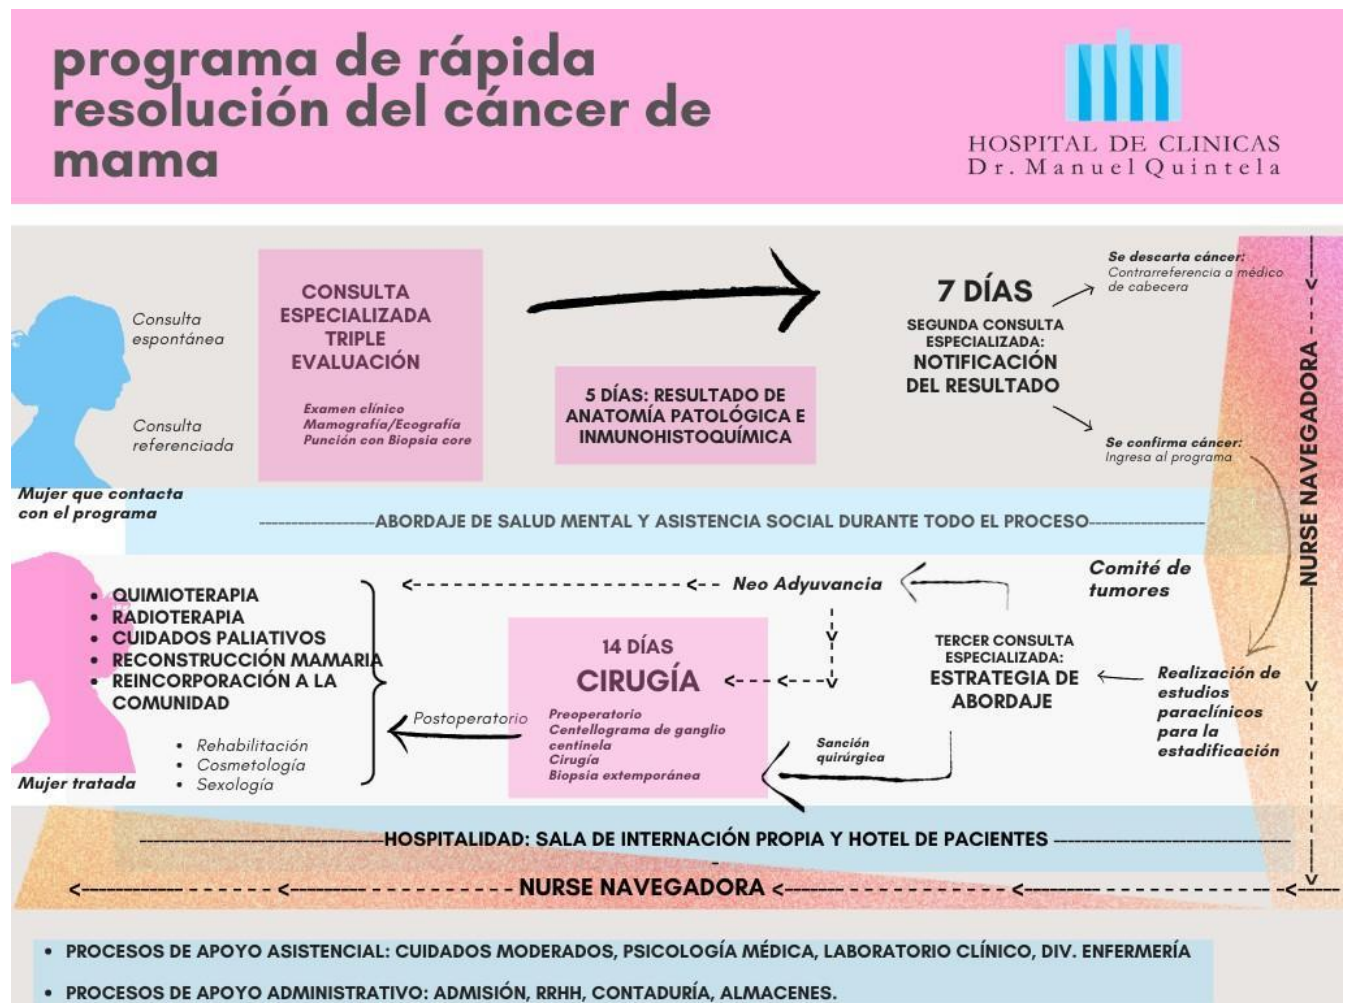 programa de rápida
resolución del cáncer de
mama
HOSPITAL DE CLINICAS
Dr. Manuel Quintela
Consulta
espontánea
Consulta
referenciada
Mujer que contacta
con el programa
CONSULTA
ESPECIALIZADA
TRIPLE
EVALUACIÓN
Examen clínico
Mamografía/Ecografía
Punción con Biopsia core
5 DÍAS: RESULTADO DE
ANATOMÍA PATOLÓGICA E
INMUNOHISTOQUÍMICA
7 DÍAS
SEGUNDA CONSULTA
ESPECIALIZADA:
NOTIFICACIÓN
DEL RESULTADO
Se descarta cáncer:
Contrarreferencia a médico
de cabecera
Se confirma cáncer:
Ingresa al programa
NURSE NAVEGADORA
ABORDAJE DE SALUD MENTAL Y ASISTENCIA SOCIAL DURANTE TODO EL PROCESO
Comité de
tumores
Realización de
estudios
paraclínicos
para la
estadificación
TERCER CONSULTA
ESPECIALIZADA:
ESTRATEGIA DE
ABORDAJE
Neo Adyuvancia
Sanción
quirúrgica
14 DÍAS
CIRUGÍA
Preoperatorio
Centellograma de ganglio
centinela
Cirugía
Biopsia extemporánea
Postoperatorio
• QUIMIOTERAPIA
• RADIOTERAPIA
• CUIDADOS PALIATIVOS
• RECONSTRUCCIÓN MAMARIA
• REINCORPORACIÓN A LA
COMUNIDAD
• Rehabilitación
• Cosmetología
• Sexología
Mujer tratada
HOSPITALIDAD: SALA DE INTERNACIÓN PROPIA Y HOTEL DE PACIENTES
NURSE NAVEGADORA
• PROCESOS DE APOYO ASISTENCIAL: CUIDADOS MODERADOS, PSICOLOGÍA MÉDICA, LABORATORIO CLÍNICO, DIV. ENFERMERÍA
• PROCESOS DE APOYO ADMINISTRATIVO: ADMISIÓN, RRHH, CONTADURÍA, ALMACENES.